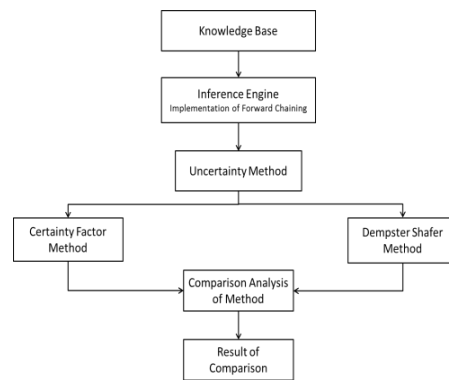 Knowledge Base
Inference Engine
Implementation of Forward Chaining
Uncertainty Method
Certainty Factor
Method
Dempster Shafer
Method
Comparison Analysis
of Method
Result of
Comparison